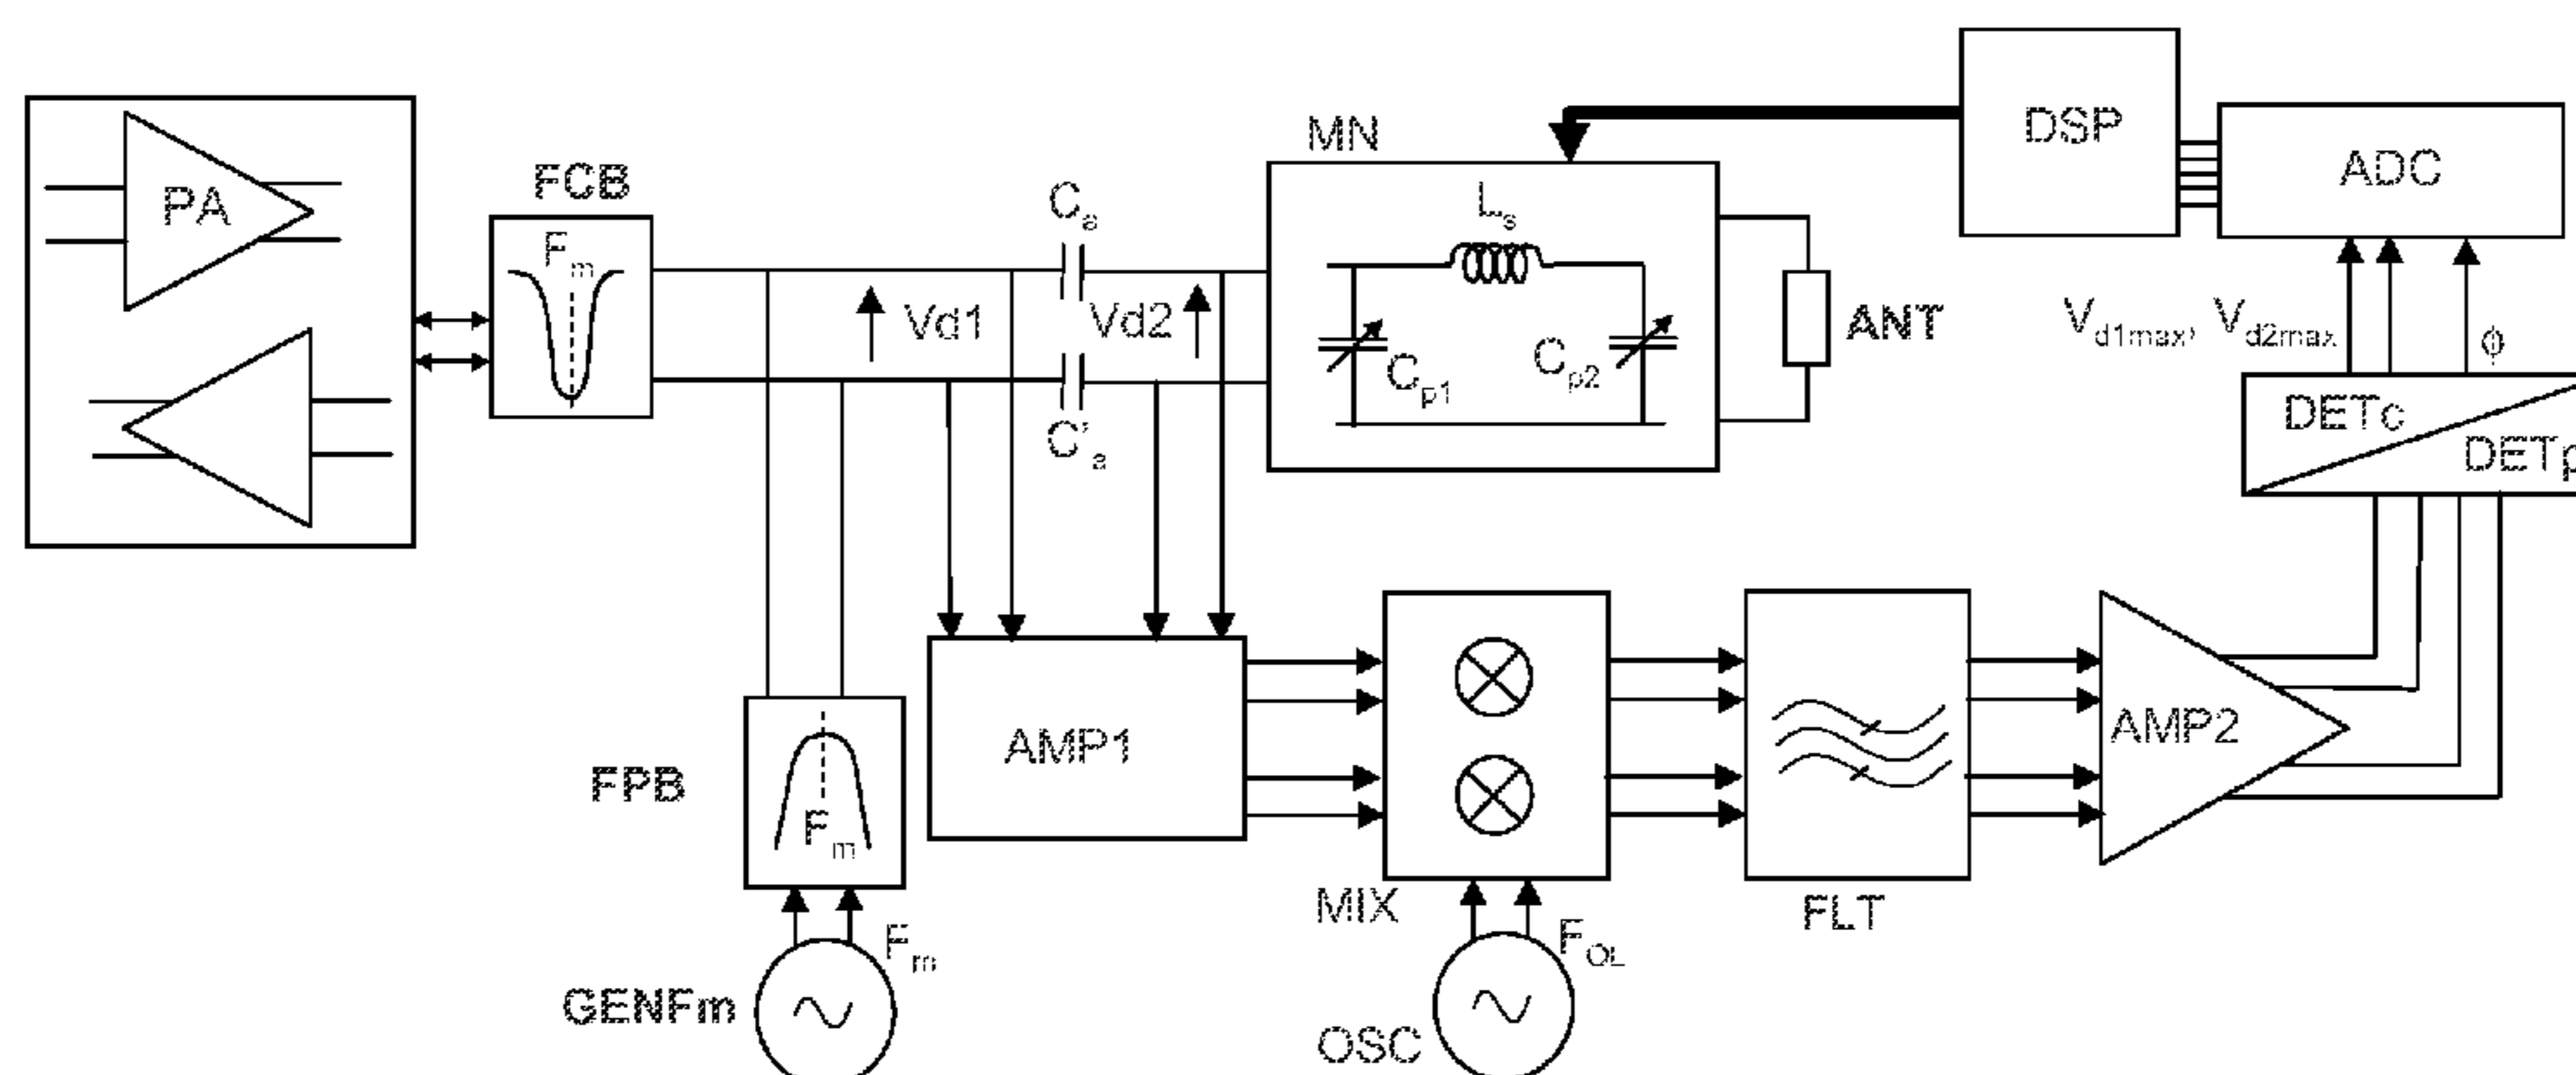 PA
FCB
Fm
Ca
C'a
Vd1
Vd2
MN
Ls
Cp1
Cp2
ANT
DSP
ADC
Vd1max, Vd2max
ϕ
DETc
DETp
FPB
Fm
GENFm
Fm
AMP1
MIX
OSC
FOL
FLT
AMP2